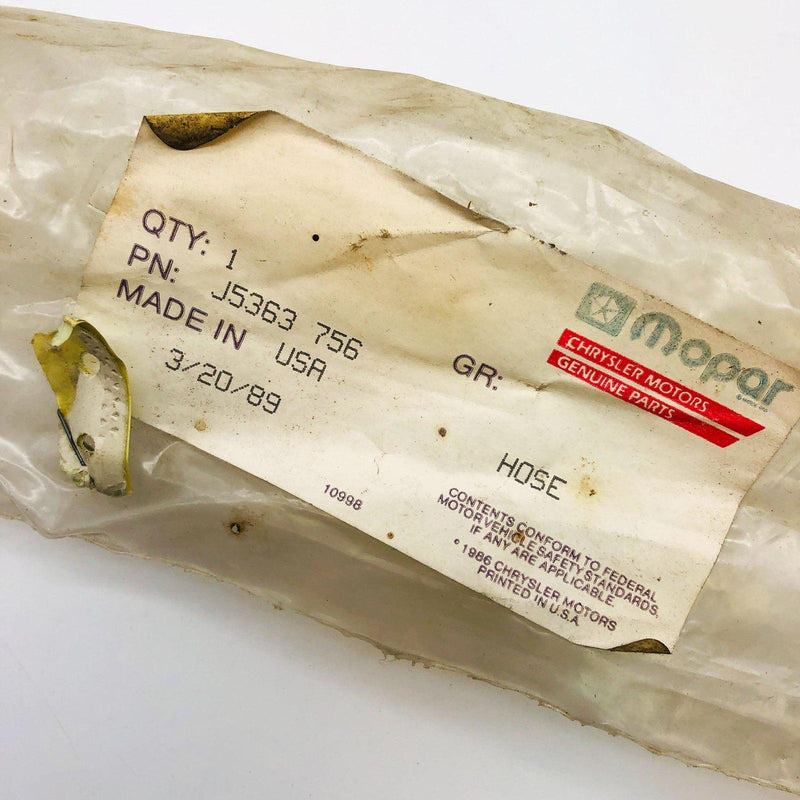 QTY: 1
PN: J5363 756
MADE IN USA
3/20/89
GR:
Mopar
CHRYSLER MOTORS
GENUINE PARTS
HOSE
10998
CONTENTS CONFORM TO FEDERAL
MOTOR VEHICLE SAFETY STANDARDS,
IF ANY ARE APPLICABLE.
© 1986 CHRYSLER MOTORS
PRINTED IN U.S.A.